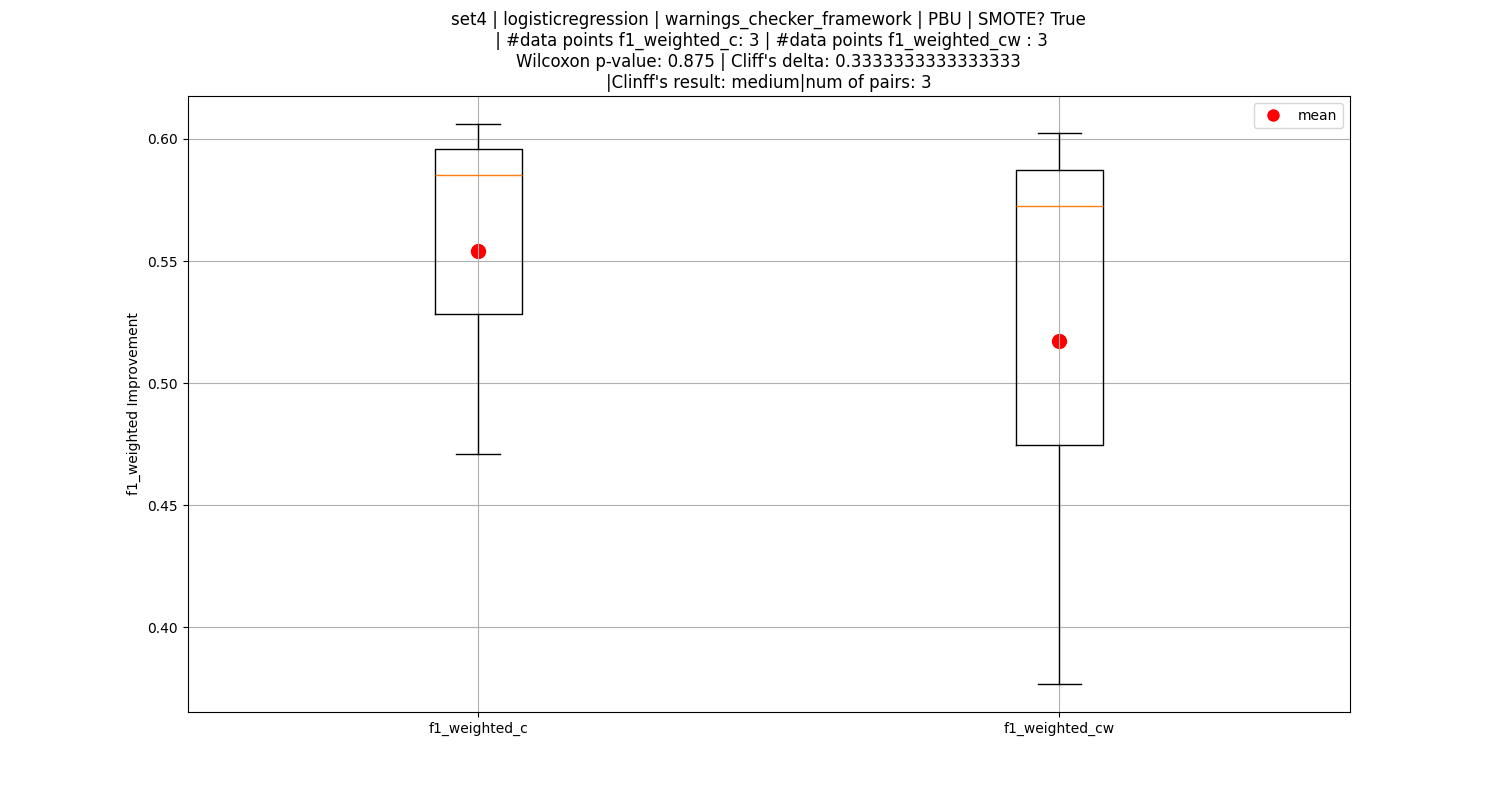 set4 | logisticregression | warnings_checker_framework | PBU | SMOTE? True
| #data points f1_weighted_c: 3 | #data points f1_weighted_cw : 3
Wilcoxon p-value: 0.875 | Cliff's delta: 0.3333333333333333
|Clinff's result: medium|num of pairs: 3
mean
0.60
0.55
0.50
0.45
0.40
f1_weighted Improvement
f1_weighted_c
f1_weighted_cw